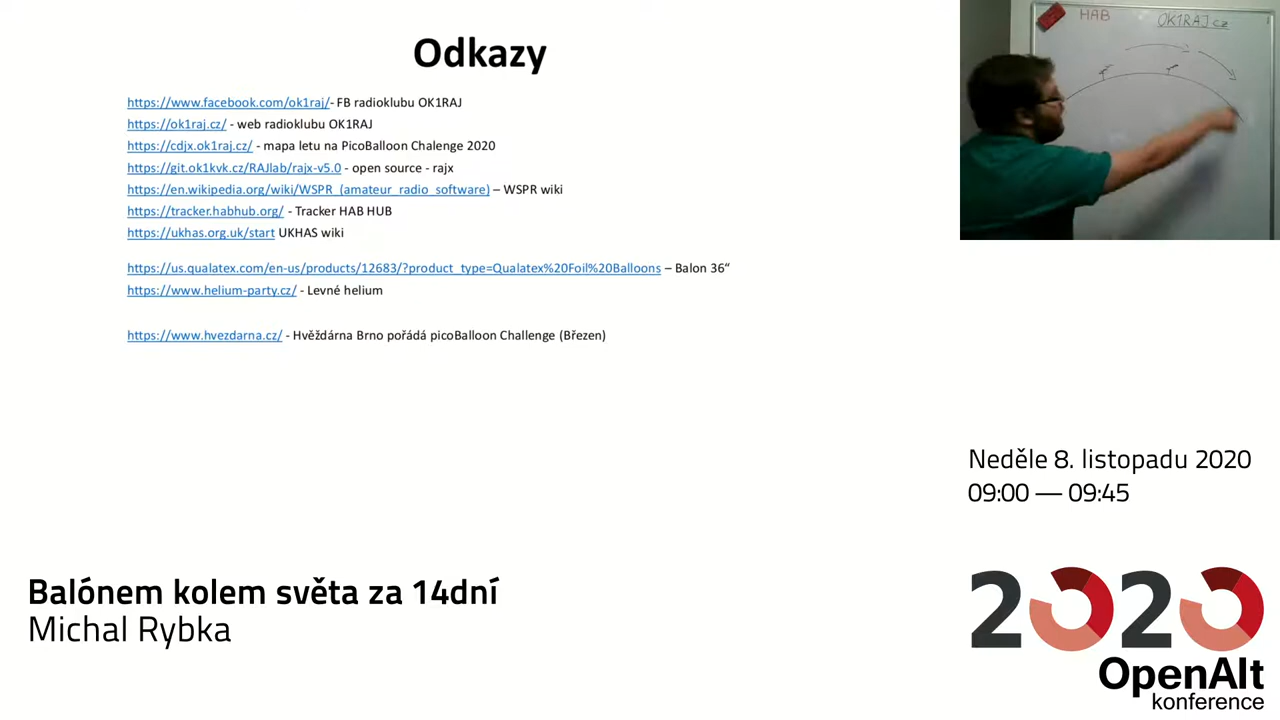 Odkazy
https://www.facebook.com/ok1raj/- FB radioklubu OK1RAJ
https://ok1raj.cz/ - web radioklubu OK1RAJ
https://cdjx.ok1raj.cz/ - mapa letu na PicoBalloon Chalenge 2020
https://git.ok1kvk.cz/RAJlab/rajx-v5.0 - open source - rajx
https://en.wikipedia.org/wiki/WSPR_(amateur_radio_software) – WSPR wiki
https://tracker.habhub.org/ - Tracker HAB HUB
https://ukhas.org.uk/start UKHAS wiki
https://us.qualatex.com/en-us/products/12683/?product_type=Qualatex%20Foil%20Balloons – Balon 36“
https://www.helium-party.cz/ - Levné helium
https://www.hvezdarna.cz/ - Hvěždárna Brno pořádá picoBalloon Challenge (Březen)
HAB OK1RAJ.cz
Neděle 8. listopadu 2020
09:00 — 09:45
Balónem kolem světa za 14dní
Michal Rybka
2020
OpenAlt
konference